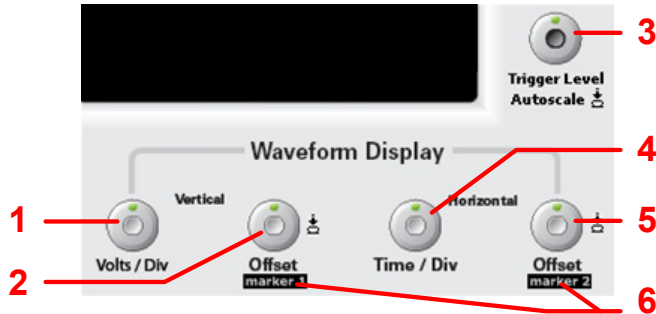 3
Trigger Level
Autoscale
Waveform Display
4
Vertical
Horizontal
1
5
2
Volts / Div
Offset
Time / Div
Offset
marker 1
marker 2
6